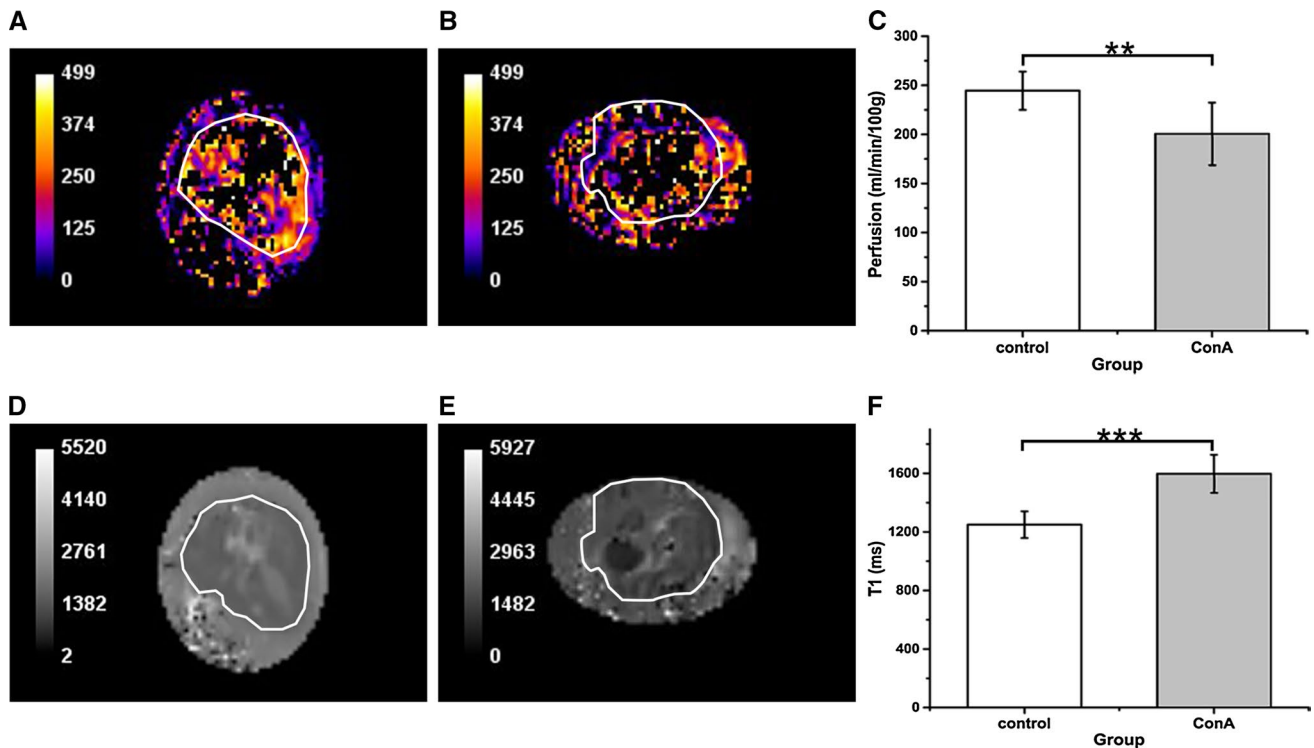 A
499
374
250
125
0
B
499
374
250
125
0
C
Perfusion (ml/min/100g)
300
250
200
150
100
50
0
**
control
ConA
Group
D
5520
4140
2761
1382
2
E
5927
4445
2963
1482
0
F
T1 (ms)
1600
1200
800
400
0
***
control
ConA
Group